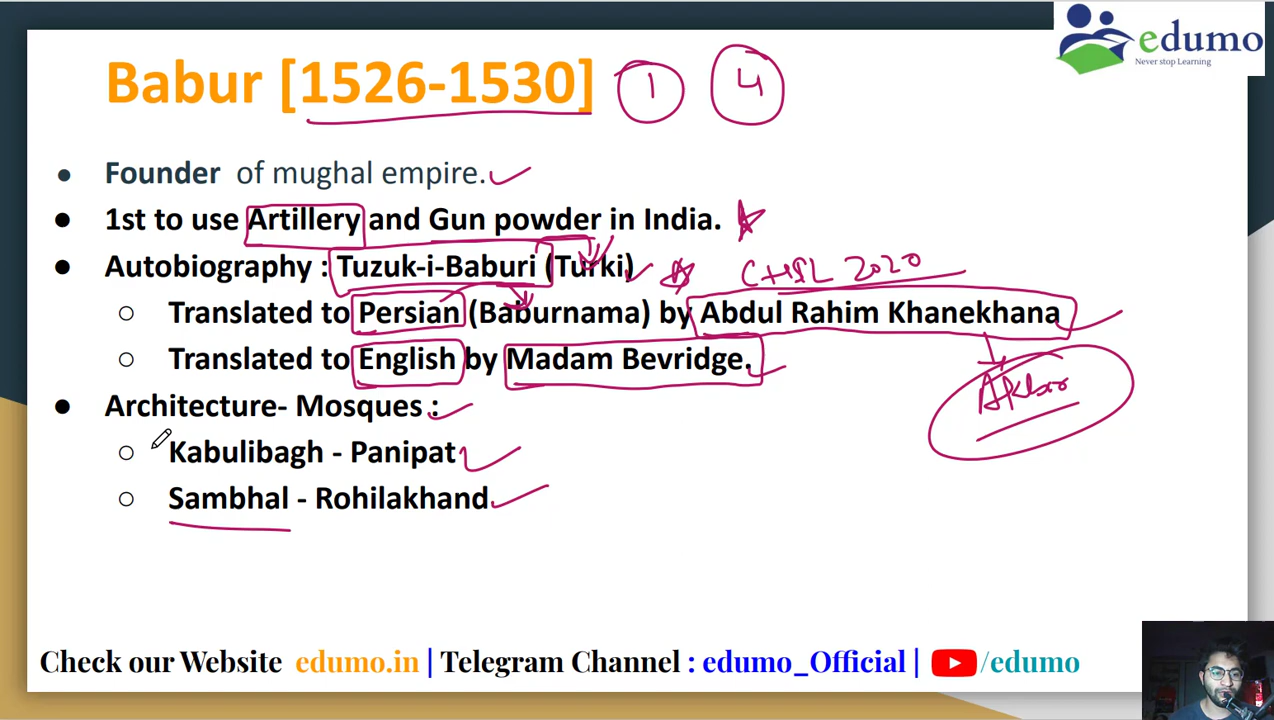 edumo
Never stop Learning
Babur [1526-1530] 1 4
● Founder of mughal empire.
● 1st to use Artillery and Gun powder in India.
● Autobiography : Tuzuk-i-Baburi (Turki) CHSL 2020
○ Translated to Persian (Baburnama) by Abdul Rahim Khanekhana
○ Translated to English by Madam Bevridge.
Akbar
● Architecture- Mosques :
○ Kabulibagh - Panipat
○ Sambhal - Rohilakhand
Check our Website edumo.in | Telegram Channel : edumo_Official | /edumo